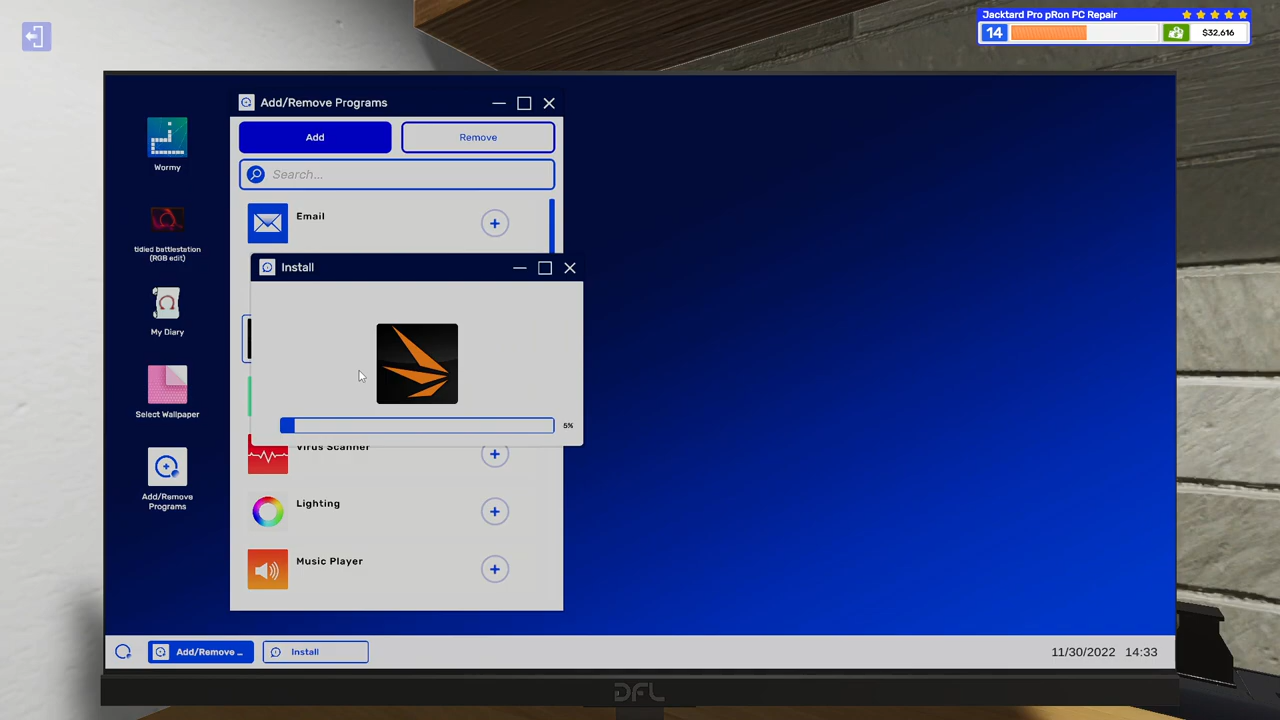 Jacktard Pro pRon PC Repair
14
$32,616
Add/Remove Programs
Add
Remove
Search...
Email
Install
5%
Virus Scanner
Lighting
Music Player
Wormy
tidied battlestation
(RGB edit)
My Diary
Select Wallpaper
Add/Remove
Programs
Add/Remove ...
Install
11/30/2022 14:33
DFL